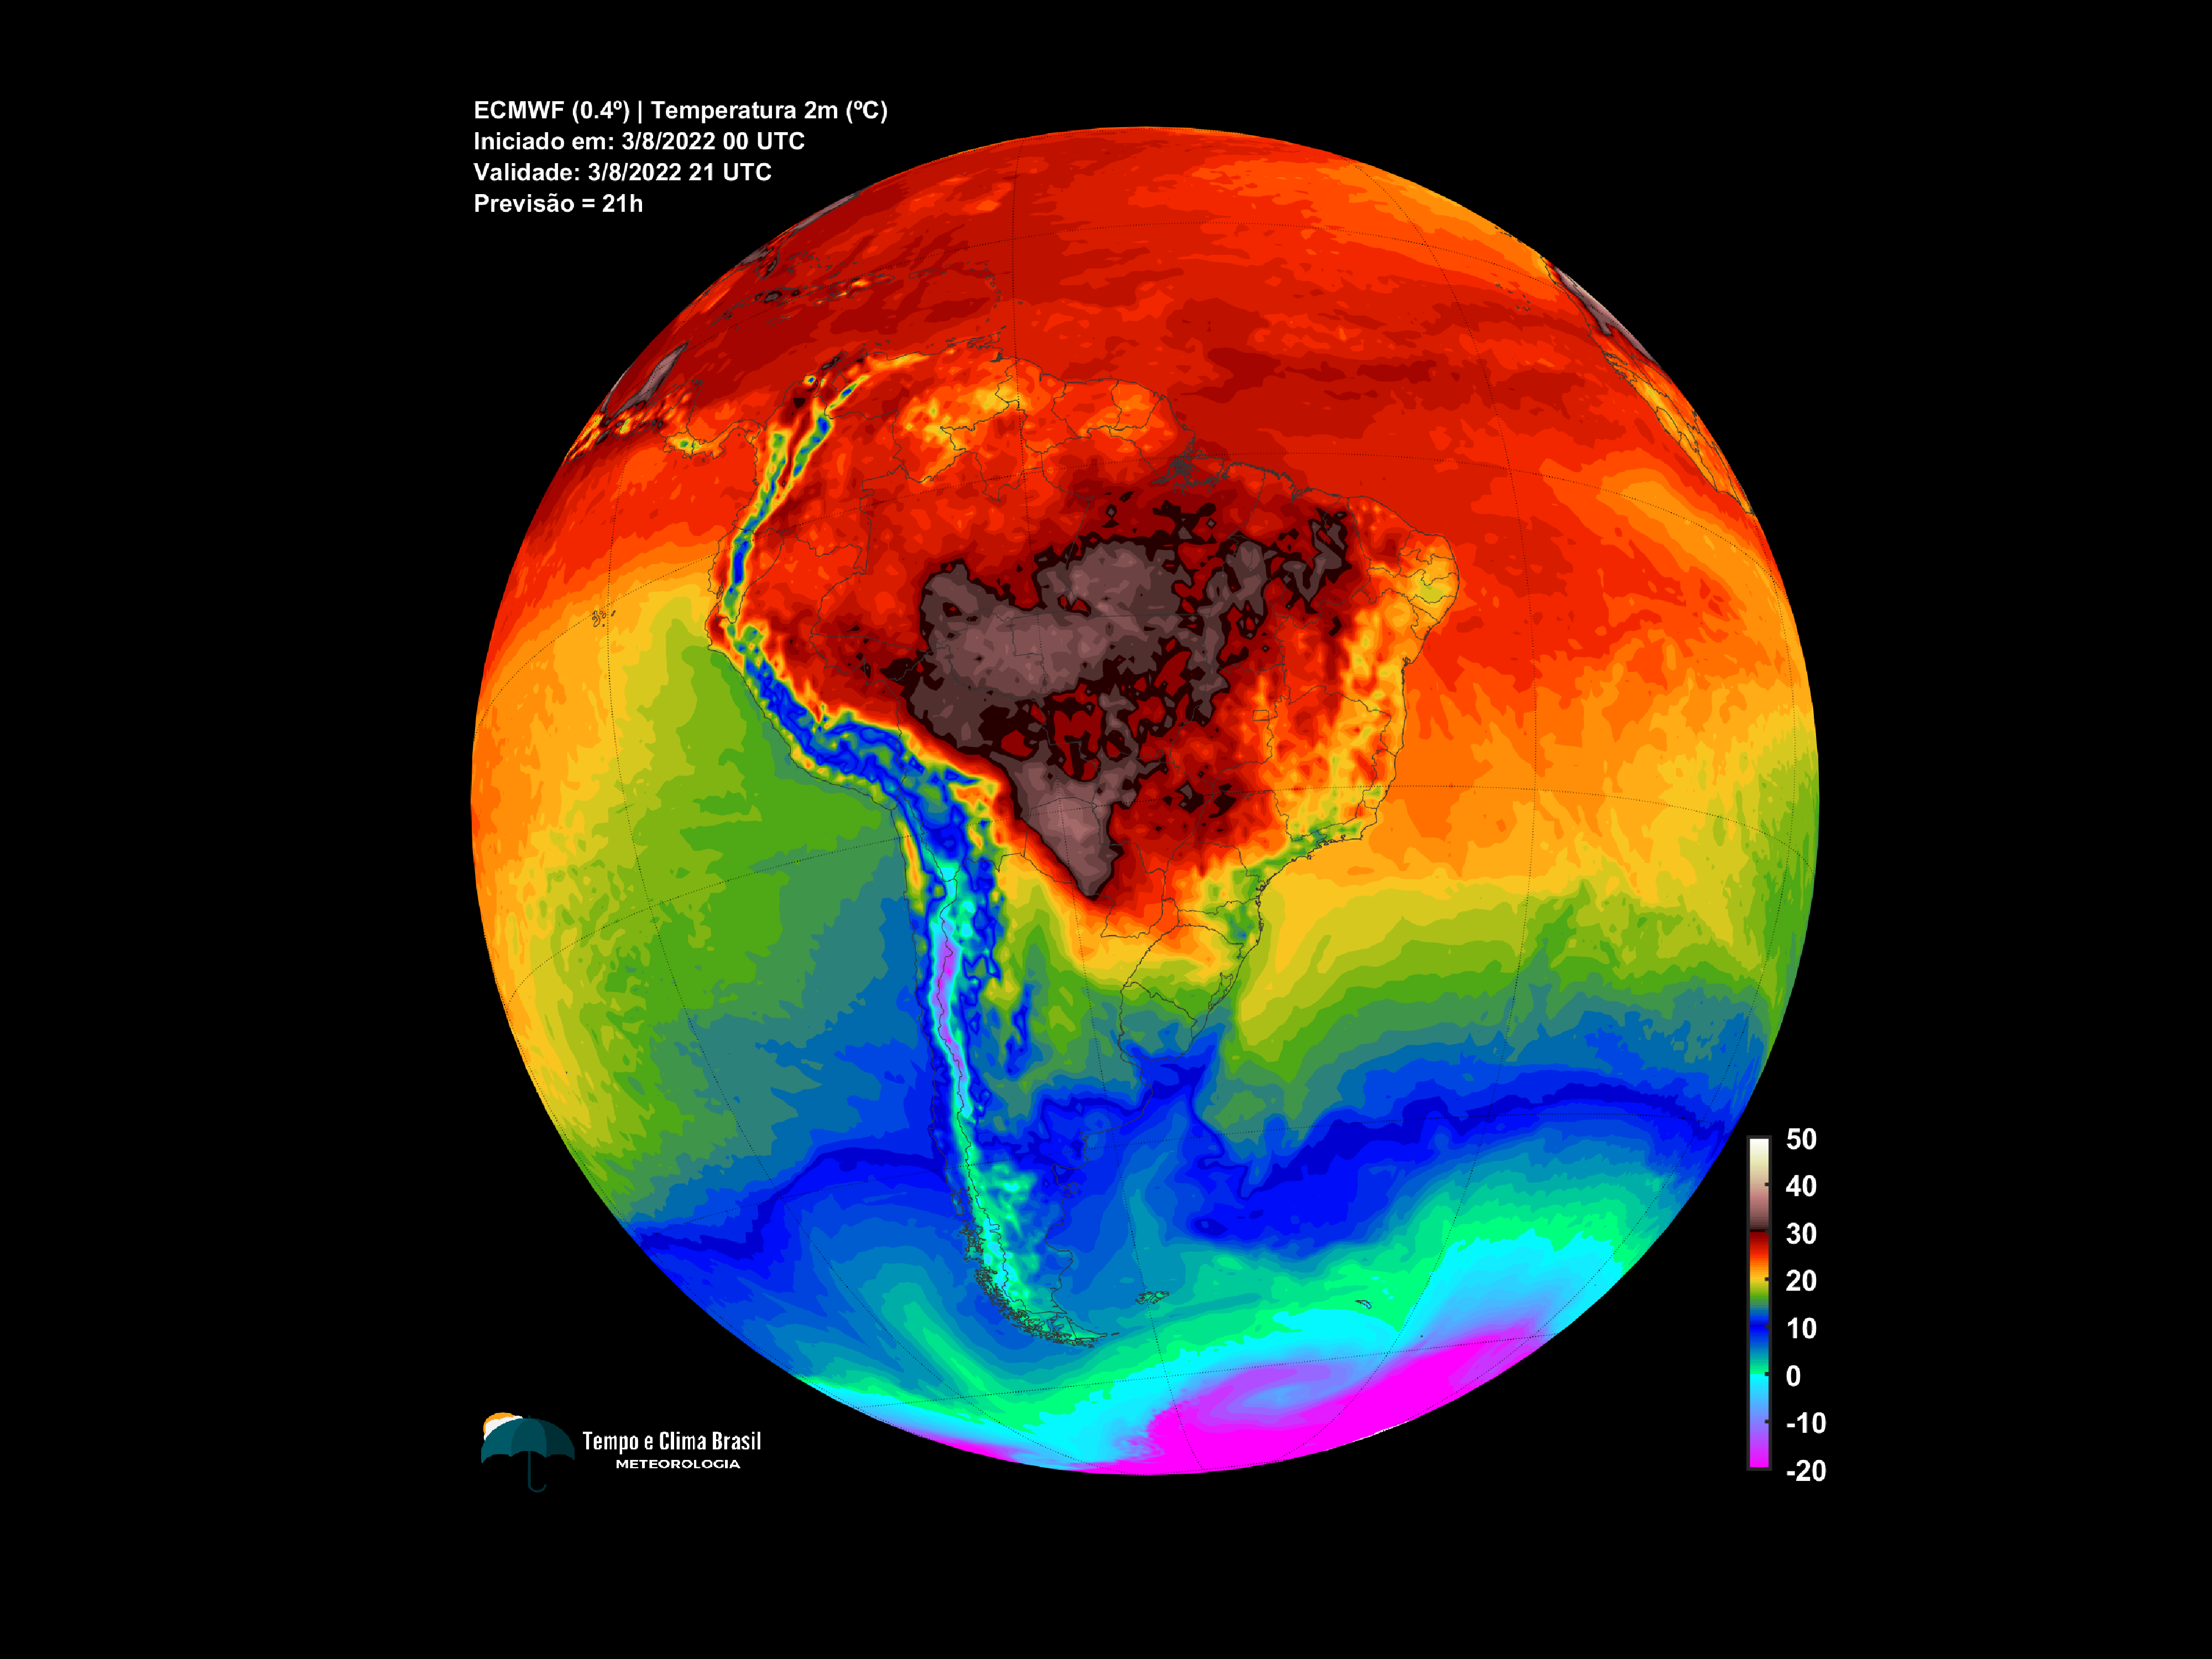 ECMWF (0.4º) | Temperatura 2m (ºC)
Iniciado em: 3/8/2022 00 UTC
Validade: 3/8/2022 21 UTC
Previsão = 21h
50
40
30
20
10
0
-10
-20
Tempo e Clima Brasil
METEOROLOGIA